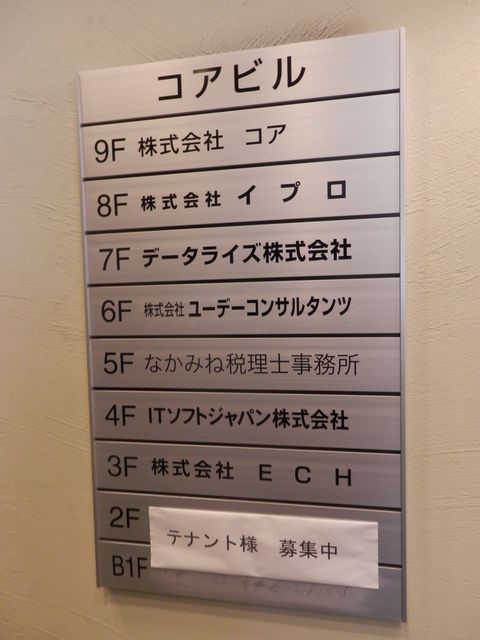 コアビル
9F 株式会社 コア
8F 株式会社 イプロ
7F データライズ株式会社
6F 株式会社 ユーデーコンサルタンツ
5F なかみね税理士事務所
4F ITソフトジャパン株式会社
3F 株式会社 ECH
2F
テナント様 募集中
B1F